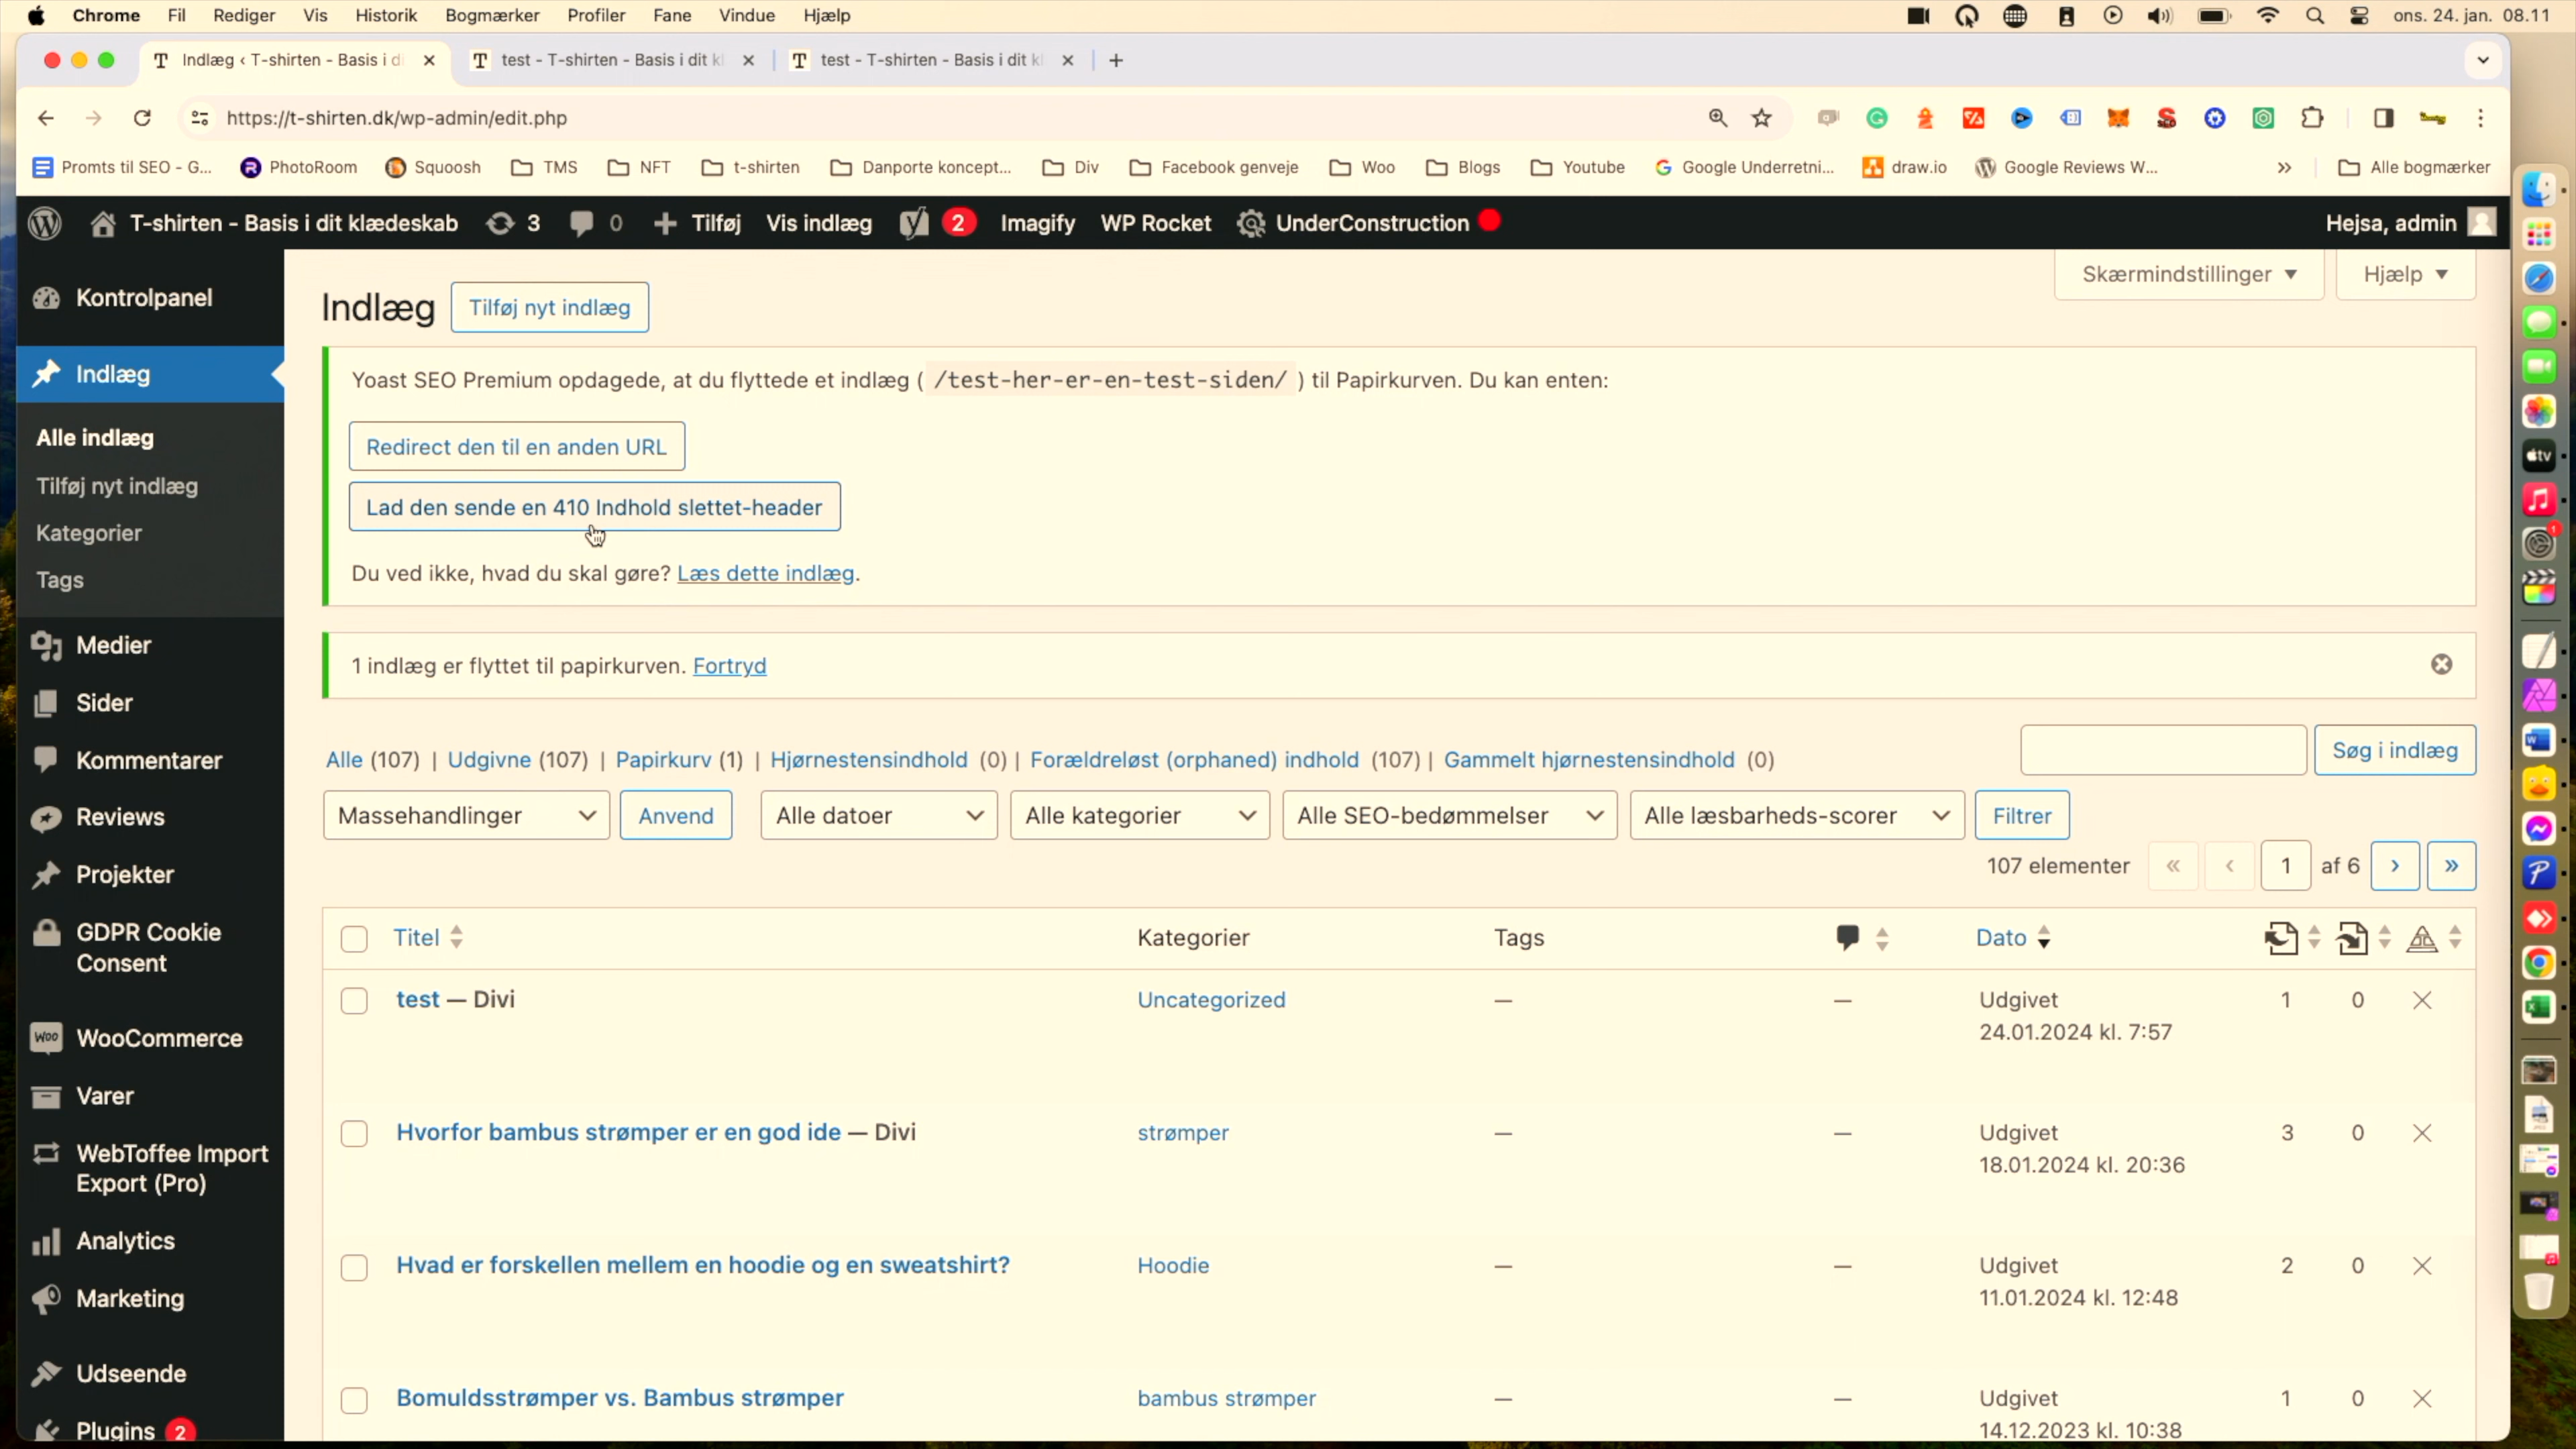 Chrome Fil Rediger Vis Historik Bogmærker Profiler Fane Vindue Hjælp ons. 24. jan. 08.11
Indlæg ‹ T-shirten - Basis i d test - T-shirten - Basis i dit kl test - T-shirten - Basis i dit kl
https://t-shirten.dk/wp-admin/edit.php
Promts til SEO - G... PhotoRoom Squoosh TMS NFT t-shirten Danporte koncept... Div Facebook genveje Woo Blogs Youtube Google Underretni... draw.io Google Reviews W... » Alle bogmærker
T-shirten - Basis i dit klædeskab 3 0 Tilføj Vis indlæg 2 Imagify WP Rocket UnderConstruction Hejsa, admin
Kontrolpanel
Indlæg
Alle indlæg
Tilføj nyt indlæg
Kategorier
Tags
Medier
Sider
Kommentarer
Reviews
Projekter
GDPR Cookie
Consent
WooCommerce
Varer
WebToffee Import
Export (Pro)
Analytics
Marketing
Udseende
Plugins 2
Skærmindstillinger Hjælp
Indlæg Tilføj nyt indlæg
Yoast SEO Premium opdagede, at du flyttede et indlæg ( /test-her-er-en-test-siden/ ) til Papirkurven. Du kan enten:
Redirect den til en anden URL
Lad den sende en 410 Indhold slettet-header
Du ved ikke, hvad du skal gøre? Læs dette indlæg.
1 indlæg er flyttet til papirkurven. Fortryd
Alle (107) | Udgivne (107) | Papirkurv (1) | Hjørnestensindhold (0) | Forældreløst (orphaned) indhold (107) | Gammelt hjørnestensindhold (0) Søg i indlæg
Massehandlinger Anvend Alle datoer Alle kategorier Alle SEO-bedømmelser Alle læsbarheds-scorer Filtrer
107 elementer « ‹ 1 af 6 › »
Titel Kategorier Tags Dato
test — Divi Uncategorized — — Udgivet 1 0
24.01.2024 kl. 7:57
Hvorfor bambus strømper er en god ide — Divi strømper — — Udgivet 3 0
18.01.2024 kl. 20:36
Hvad er forskellen mellem en hoodie og en sweatshirt? Hoodie — — Udgivet 2 0
11.01.2024 kl. 12:48
Bomuldsstrømper vs. Bambus strømper bambus strømper — — Udgivet 1 0
14.12.2023 kl. 10:38